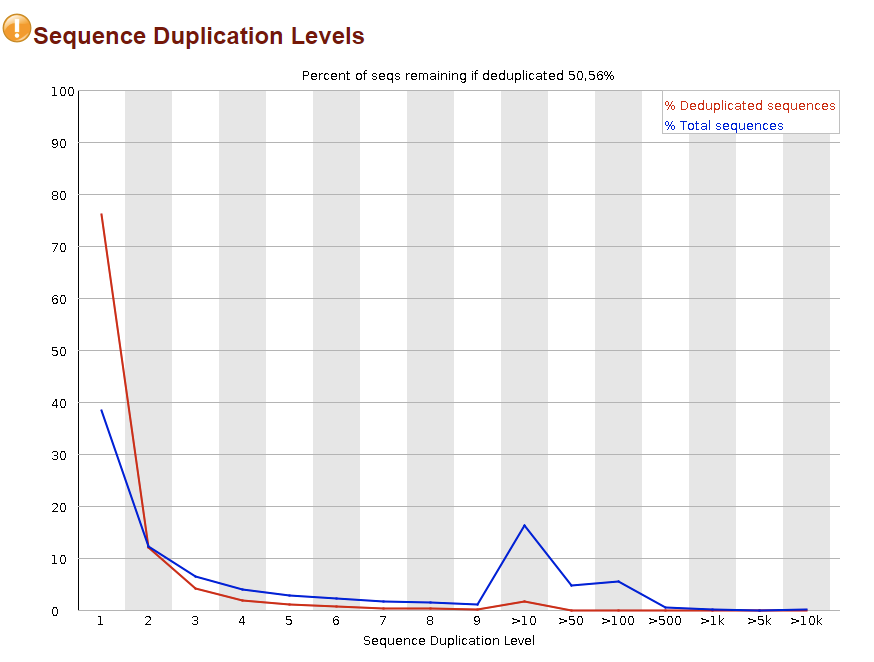 !
Sequence Duplication Levels
Percent of seqs remaining if deduplicated 50,56%
% Deduplicated sequences
% Total sequences
100
90
80
70
60
50
40
30
20
10
0
1 2 3 4 5 6 7 8 9 >10 >50 >100 >500 >1k >5k >10k
Sequence Duplication Level